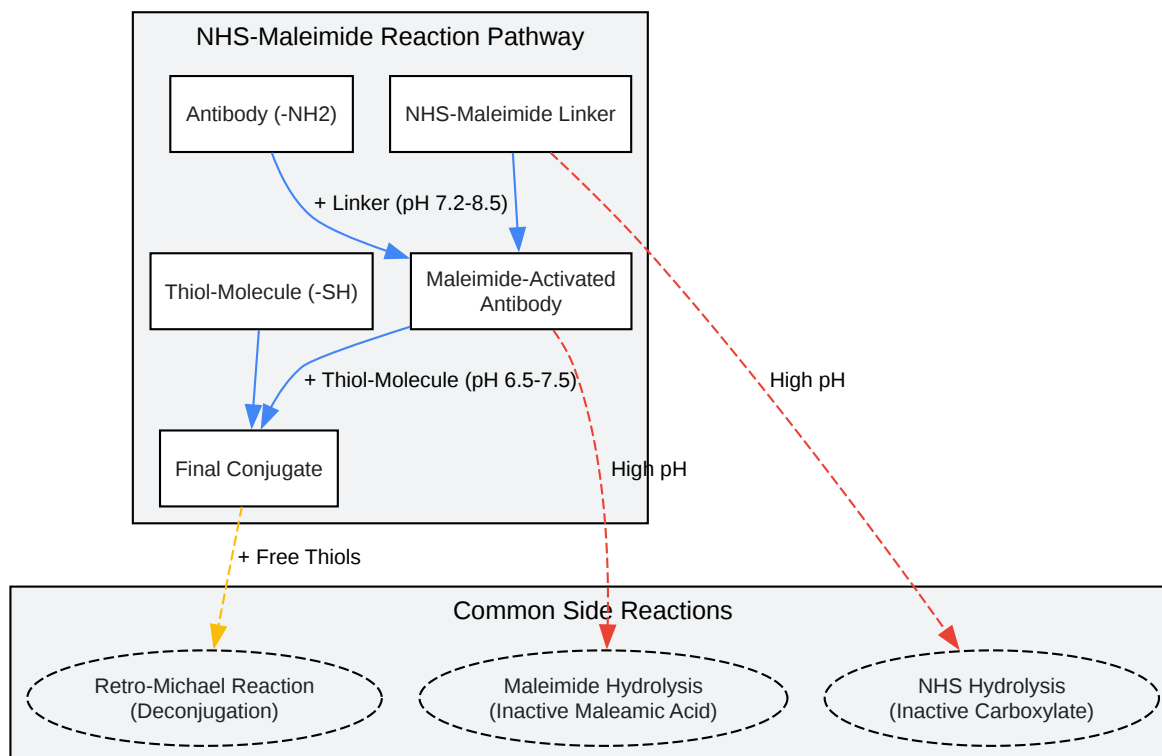 NHS-Maleimide Reaction Pathway
Antibody (-NH2)
NHS-Maleimide Linker
+ Linker (pH 7.2-8.5)
Thiol-Molecule (-SH)
Maleimide-Activated
Antibody
+ Thiol-Molecule (pH 6.5-7.5)
High pH
Final Conjugate
High pH
+ Free Thiols
Common Side Reactions
Retro-Michael Reaction
(Deconjugation)
Maleimide Hydrolysis
(Inactive Maleamic Acid)
NHS Hydrolysis
(Inactive Carboxylate)